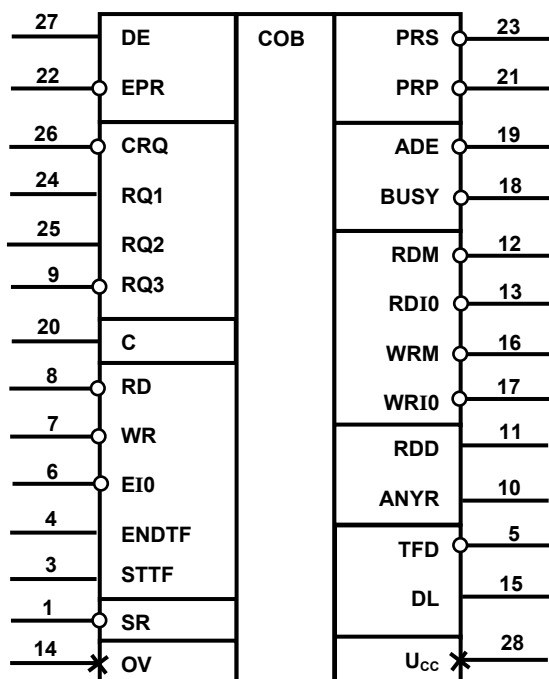 27 DE COB PRS 23
22 EPR PRP 21
26 CRQ ADE 19
24 RQ1 BUSY 18
25 RQ2 RDM 12
9 RQ3 RDI0 13
20 C WRM 16
8 RD WRI0 17
7 WR RDD 11
6 EI0 ANYR 10
4 ENDTF TFD 5
3 STTF DL 15
1 SR
14 OV UCC 28